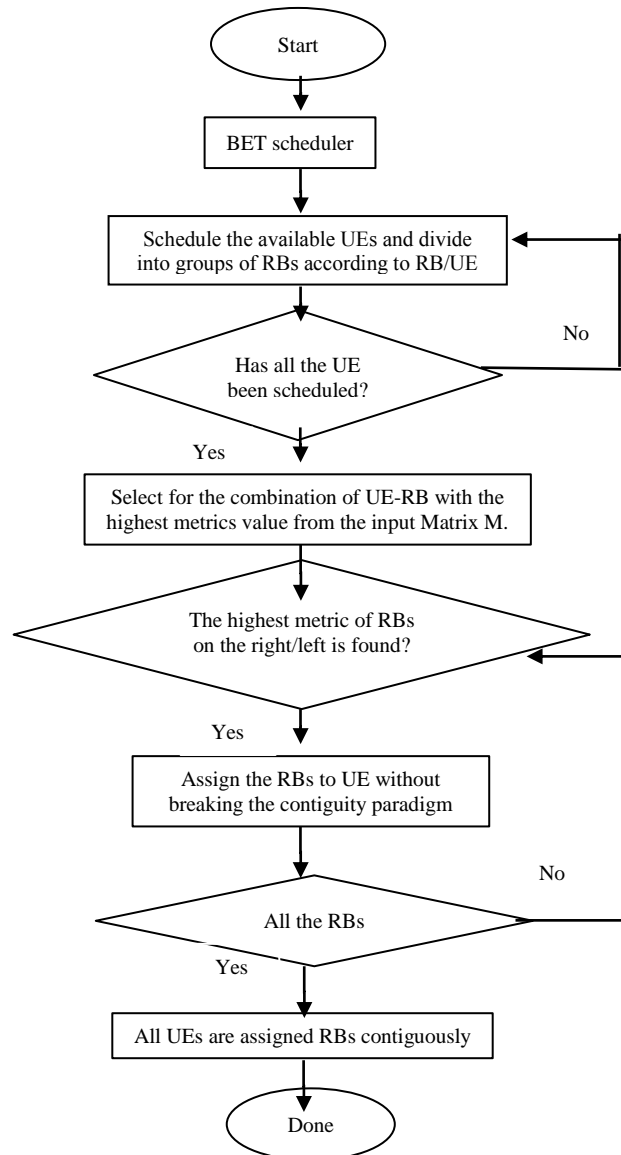 Start
BET scheduler
Schedule the available UEs and divide
into groups of RBs according to RB/UE
No
Has all the UE
been scheduled?
Yes
Select for the combination of UE-RB with the
highest metrics value from the input Matrix M.
The highest metric of RBs
on the right/left is found?
Yes
Assign the RBs to UE without
breaking the contiguity paradigm
No
All the RBs
Yes
All UEs are assigned RBs contiguously
Done